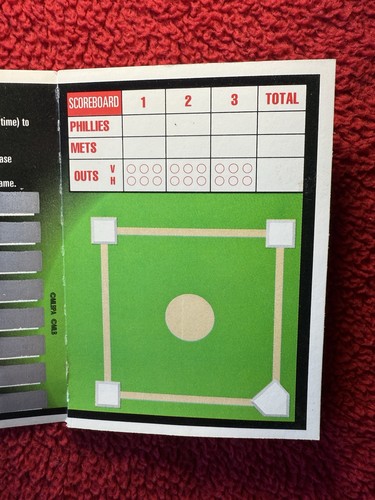 time) to
ase
ame.
SCOREBOARD 1 2 3 TOTAL
PHILLIES
METS
OUTS V
H